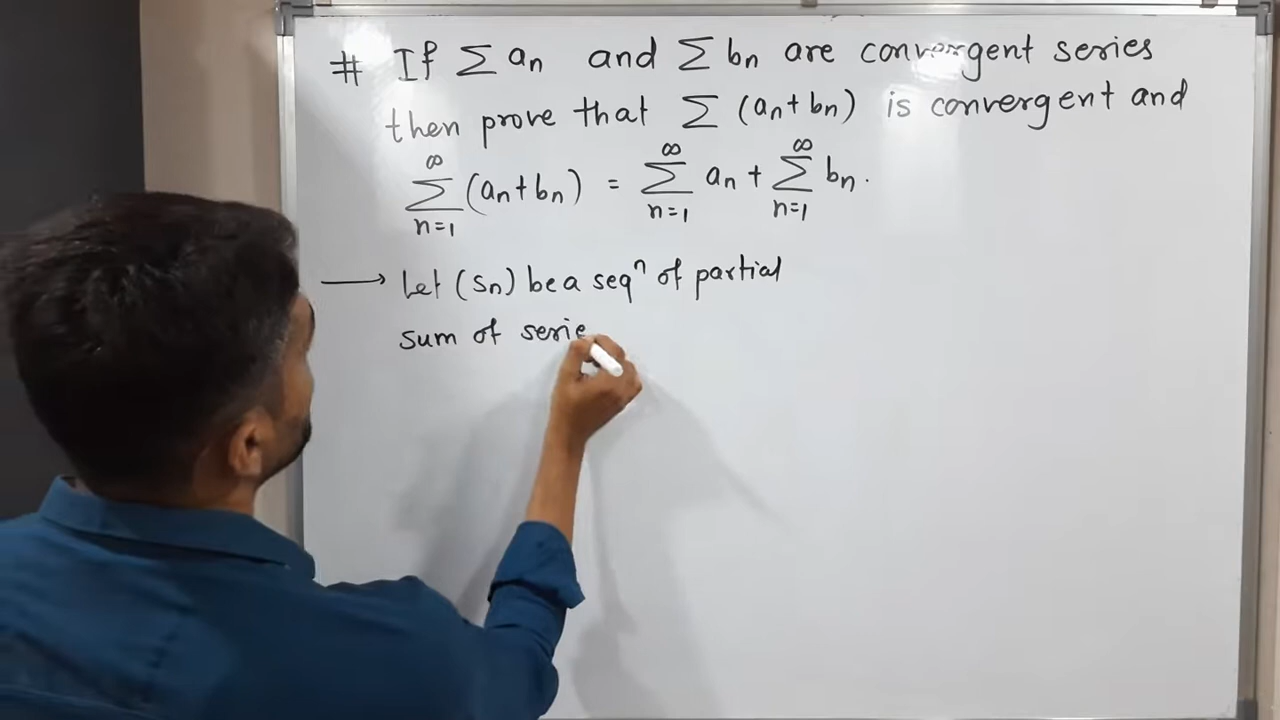 # If Σ an and Σ bn are convergent series
then prove that Σ (an+bn) is convergent and
∞ ∞ ∞
Σ (an+bn) = Σ an + Σ bn.
n=1 n=1 n=1
→ Let (sn) be a seqⁿ of partial
sum of serie